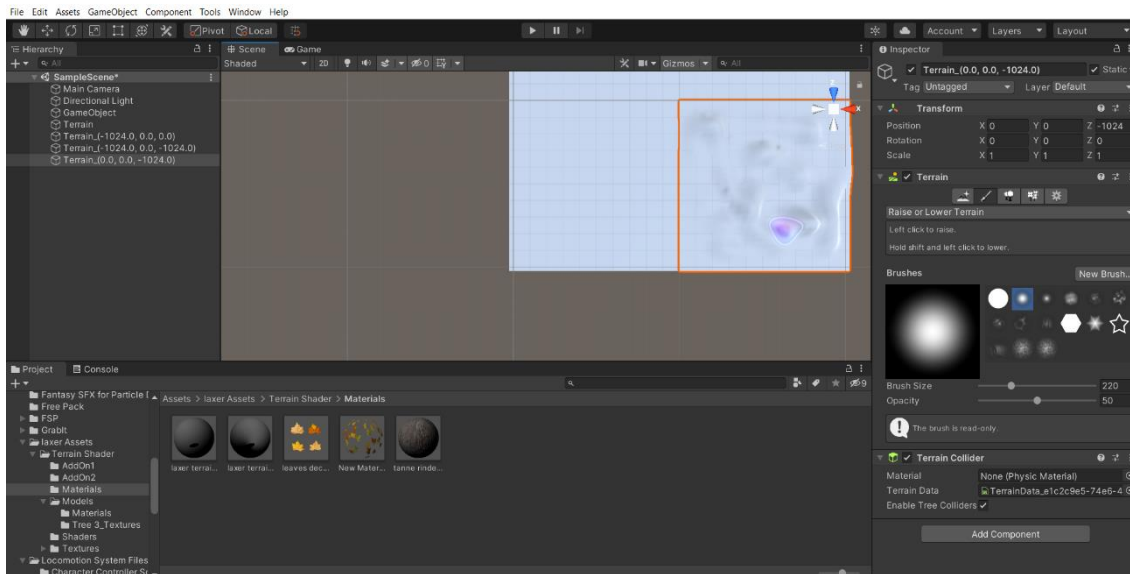 File Edit Assets GameObject Component Tools Window Help
Pivot Local Account Layers Layout
Hierarchy
All
SampleScene*
Main Camera
Directional Light
GameObject
Terrain
Terrain_(-1024.0, 0.0, 0.0)
Terrain_(-1024.0, 0.0, -1024.0)
Terrain_(0.0, 0.0, -1024.0)
Scene Game
Shaded 2D 0 Gizmos All
z
x
Inspector
Terrain_(0.0, 0.0, -1024.0) Static
Tag Untagged Layer Default
Transform
Position X 0 Y 0 Z -1024
Rotation X 0 Y 0 Z 0
Scale X 1 Y 1 Z 1
Terrain
Raise or Lower Terrain
Left click to raise.
Hold shift and left click to lower.
Brushes New Brush...
Brush Size 220
Opacity 50
The brush is read-only.
Terrain Collider
Material None (Physic Material)
Terrain Data TerrainData_e1c2c9e5-74e6-4
Enable Tree Colliders
Add Component
Project Console
9
Fantasy SFX for Particle
Free Pack
FSP
GrabIt
laxer Assets
Terrain Shader
AddOn1
AddOn2
Materials
Models
Materials
Tree 3_Textures
Shaders
Textures
Locomotion System Files
Character Controller
Assets > laxer Assets > Terrain Shader > Materials
laxer terrai... laxer terrai... leaves dec... New Mater... tanne rinde...